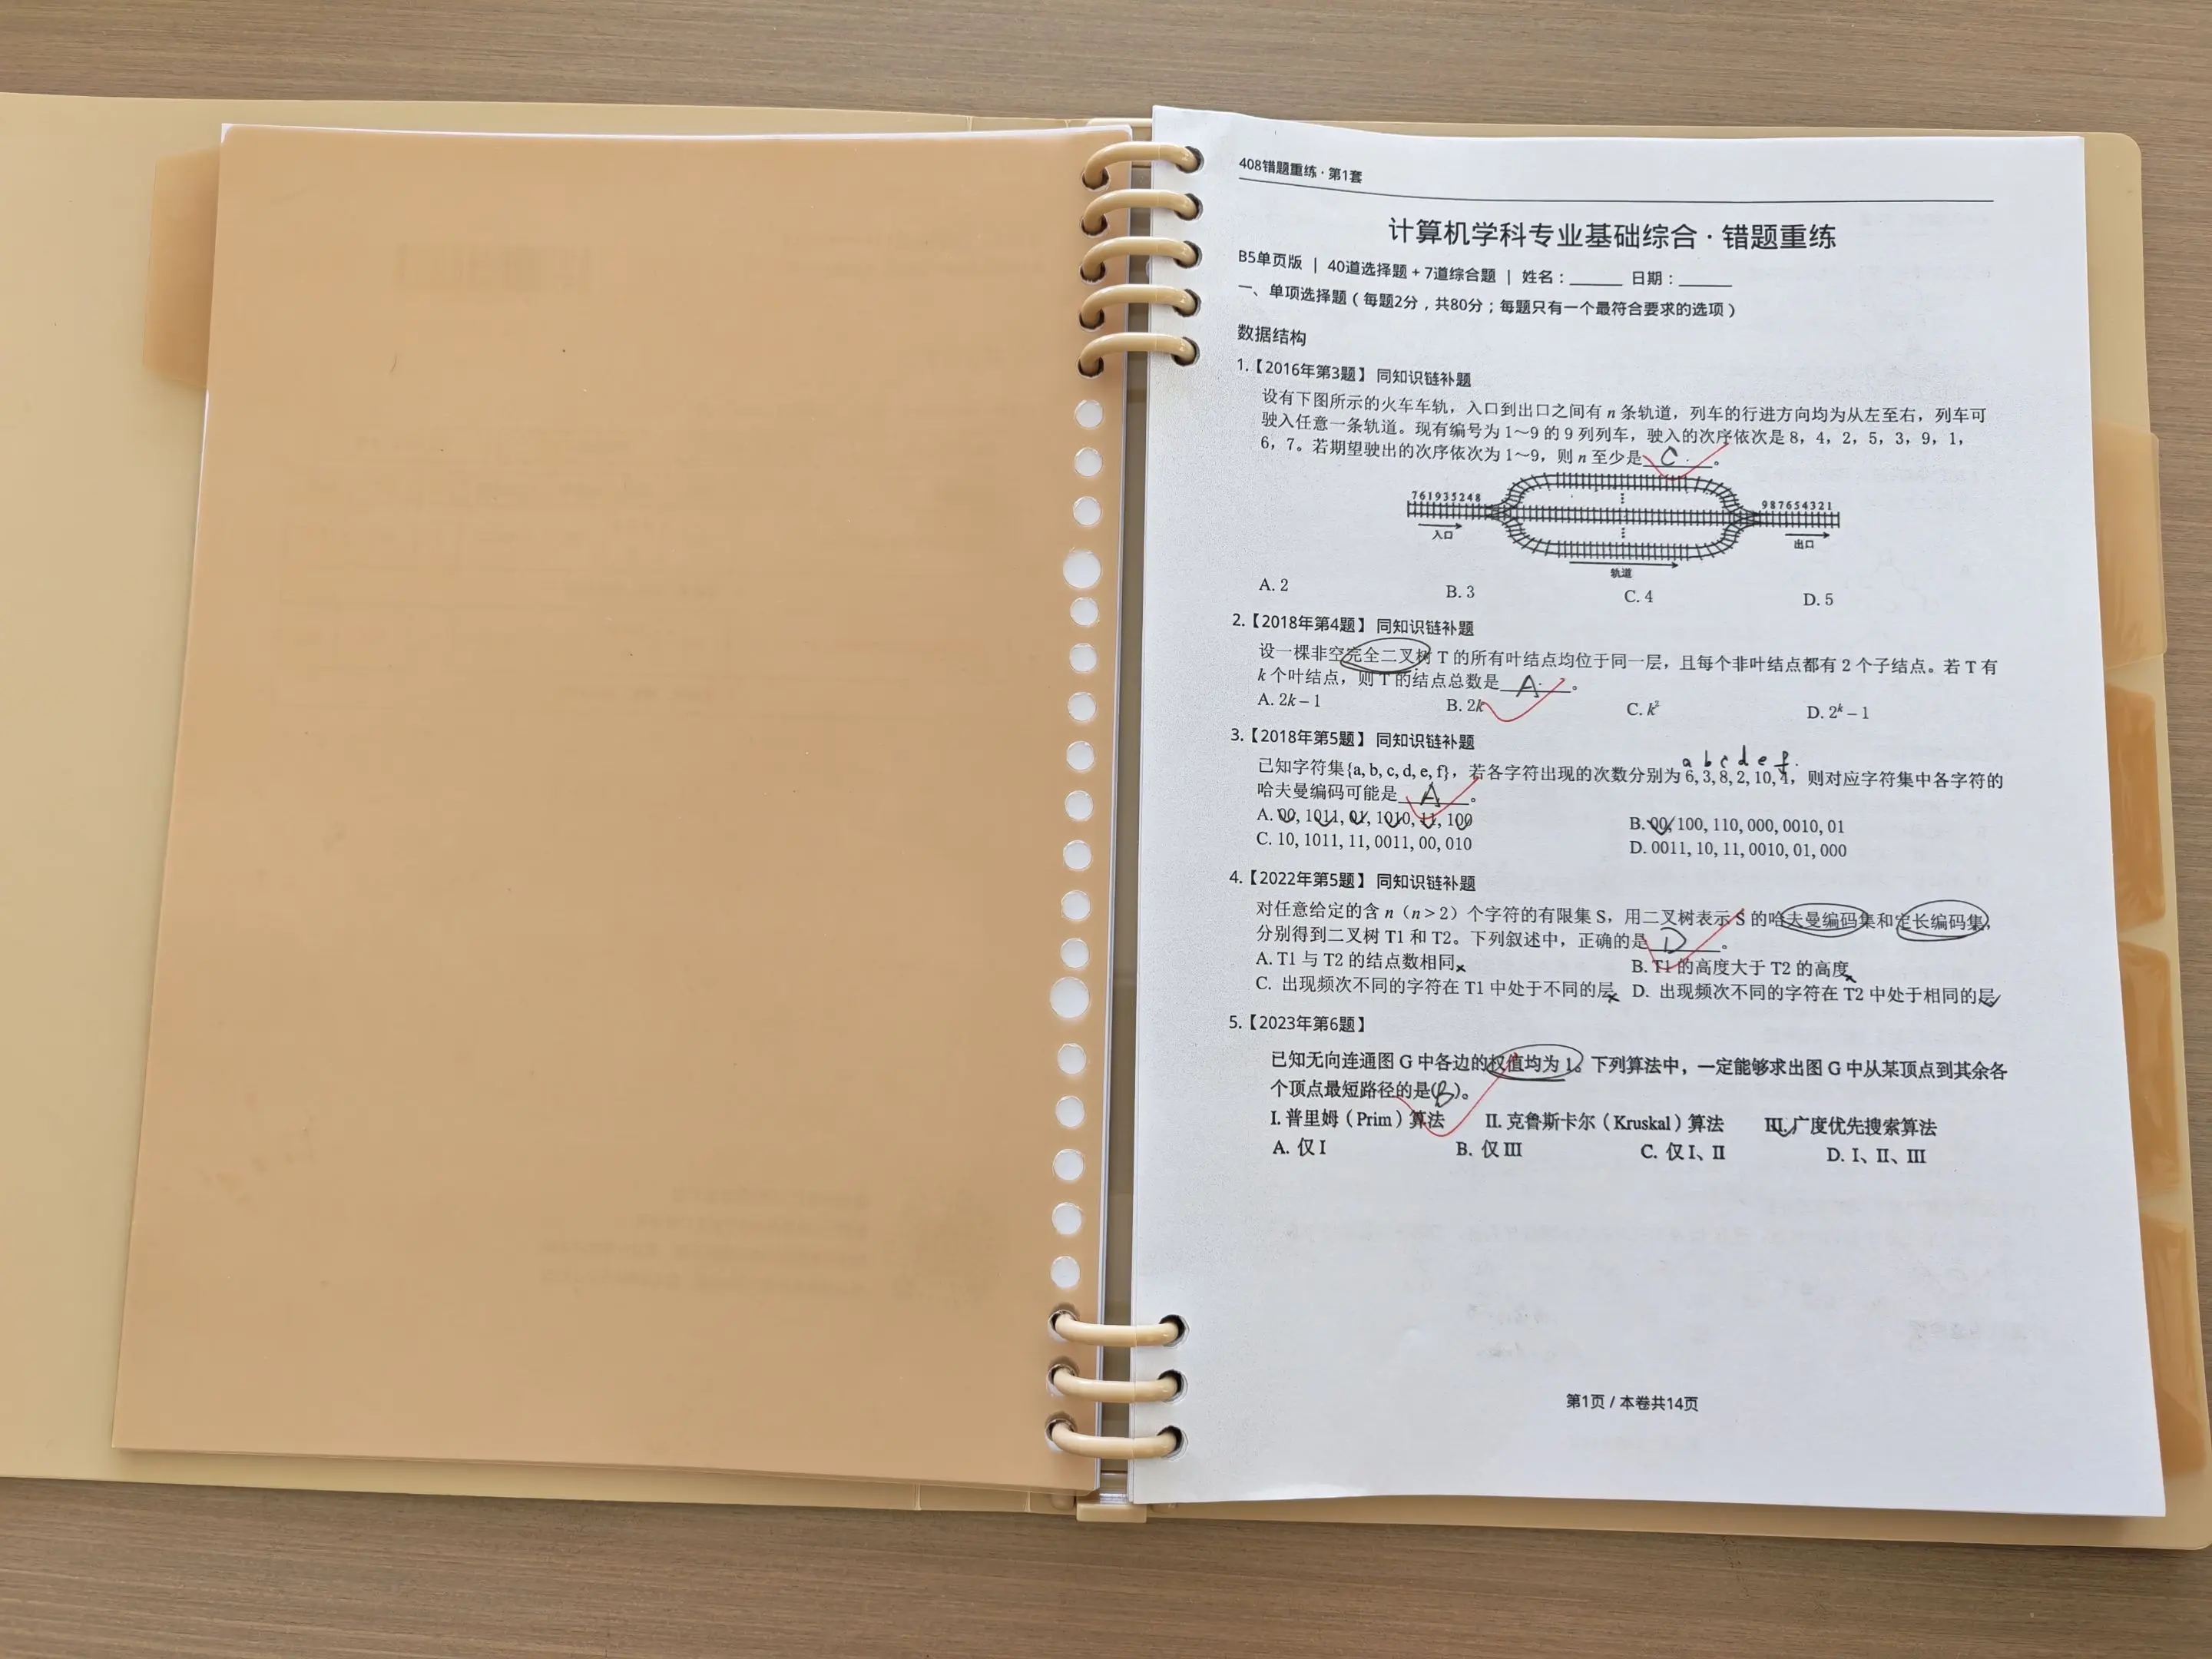 408错题重练 · 第1套
计算机学科专业基础综合 · 错题重练
B5单页版 | 40道选择题 + 7道综合题 | 姓名：______ 日期：______
一、单项选择题（每题2分，共80分；每题只有一个最符合要求的选项）
数据结构
1.【2016年第3题】 同知识链补题
设有下图所示的火车车轨，入口到出口之间有 n 条轨道，列车的行进方向均为从左至右，列车可
驶入任意一条轨道。现有编号为 1～9 的 9 列列车，驶入的次序依次是 8，4，2，5，3，9，1，
6，7。若期望驶出的次序依次为 1～9，则 n 至少是 C 。
761935248
987654321
入口
出口
轨道
A. 2 B. 3 C. 4 D. 5
2.【2018年第4题】 同知识链补题
设一棵非空完全二叉树 T 的所有叶结点均位于同一层，且每个非叶结点都有 2 个子结点。若 T 有
k 个叶结点，则 T 的结点总数是 A 。
A. 2k – 1 B. 2k C. k² D. 2ᵏ – 1
3.【2018年第5题】 同知识链补题
a b c d e f
已知字符集{a, b, c, d, e, f}，若各字符出现的次数分别为 6, 3, 8, 2, 10, 4，则对应字符集中各字符的
哈夫曼编码可能是 A 。
A. 00, 1011, 01, 1010, 11, 100 B. 00, 100, 110, 000, 0010, 01
C. 10, 1011, 11, 0011, 00, 010 D. 0011, 10, 11, 0010, 01, 000
4.【2022年第5题】 同知识链补题
对任意给定的含 n（n > 2）个字符的有限集 S，用二叉树表示 S 的哈夫曼编码集和定长编码集，
分别得到二叉树 T1 和 T2。下列叙述中，正确的是 D 。
A. T1 与 T2 的结点数相同 B. T1 的高度大于 T2 的高度
C. 出现频次不同的字符在 T1 中处于不同的层 D. 出现频次不同的字符在 T2 中处于相同的层
5.【2023年第6题】
已知无向连通图 G 中各边的权值均为 1。下列算法中，一定能够求出图 G 中从某顶点到其余各
个顶点最短路径的是(B)。
I. 普里姆（Prim）算法 II. 克鲁斯卡尔（Kruskal）算法 III. 广度优先搜索算法
A. 仅 I B. 仅 III C. 仅 I、II D. I、II、III
第1页 / 本卷共14页